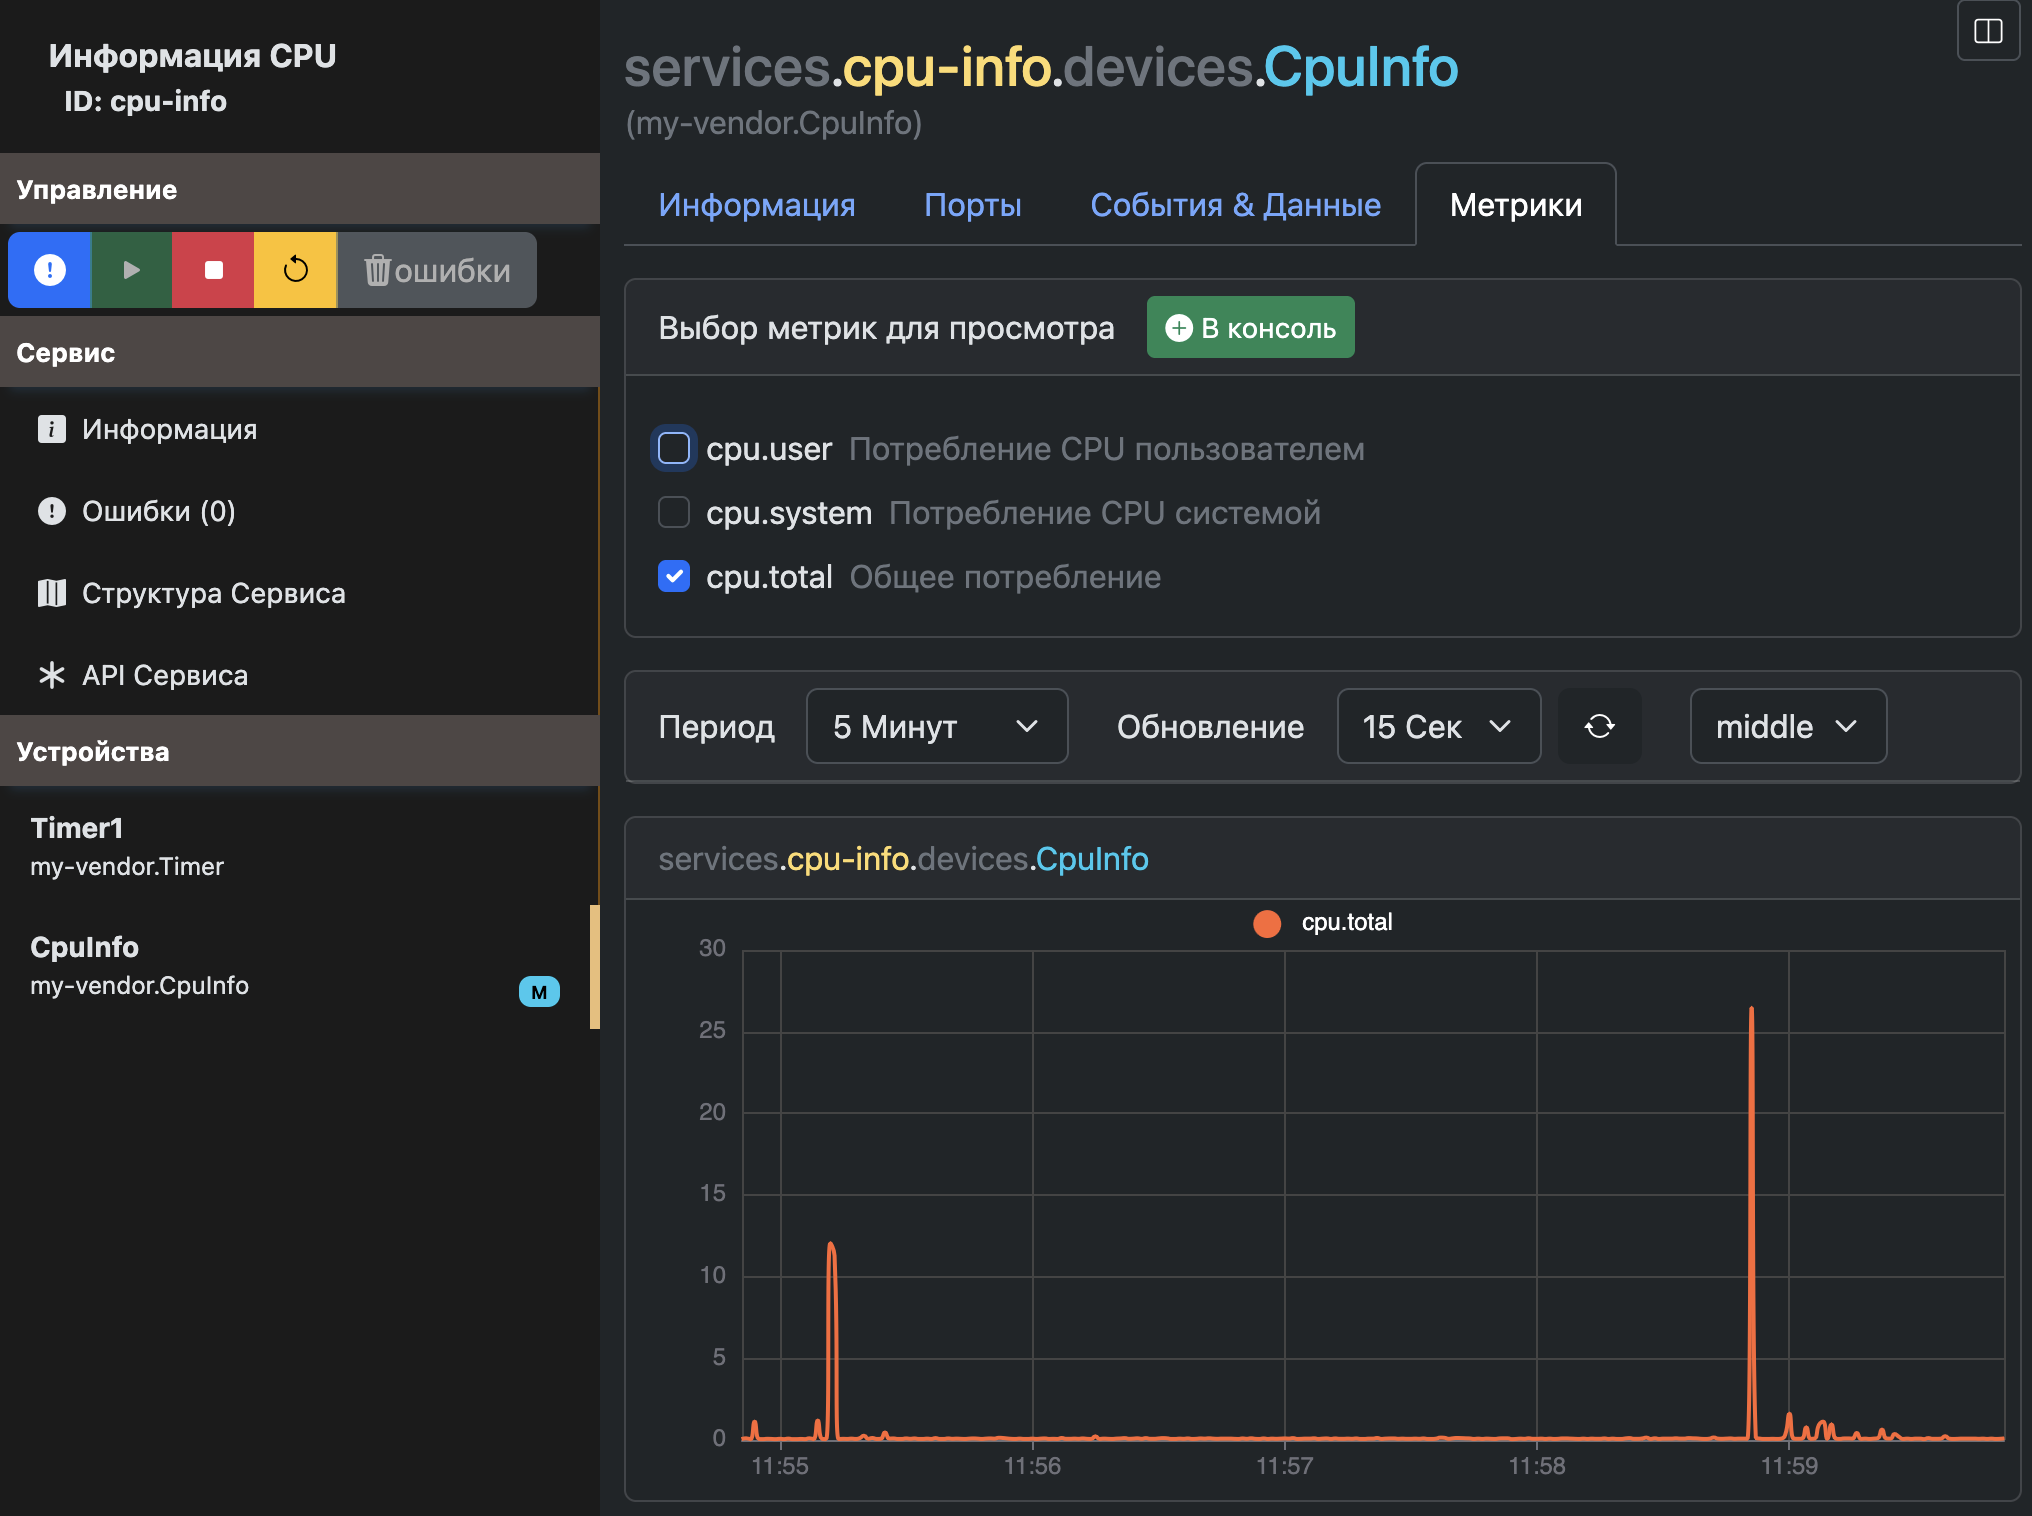 Информация CPU
ID: cpu-info
Управление
ошибки
Сервис
Информация
Ошибки (0)
Структура Сервиса
API Сервиса
Устройства
Timer1
my-vendor.Timer
CpuInfo
my-vendor.CpuInfo
M
services.cpu-info.devices.CpuInfo
(my-vendor.CpuInfo)
Информация Порты События & Данные Метрики
Выбор метрик для просмотра В консоль
cpu.user Потребление CPU пользователем
cpu.system Потребление CPU системой
cpu.total Общее потребление
Период 5 Минут Обновление 15 Сек middle
services.cpu-info.devices.CpuInfo
cpu.total
30
25
20
15
10
5
0
11:55 11:56 11:57 11:58 11:59